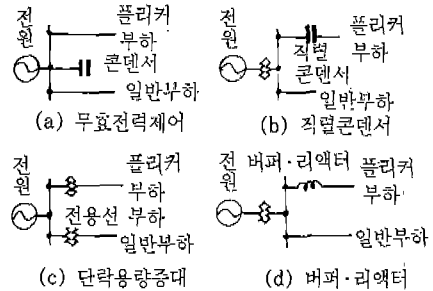 전원
플리커
부하
콘덴서
일반부하
(a) 무효전력제어
전원
플리커
부하
직렬
콘덴서
일반부하
(b) 직렬콘덴서
전원
플리커
부하
전용선 부하
일반부하
(c) 단락용량증대
전원
버퍼·리액터
플리커
부하
일반부하
(d) 버퍼·리액터